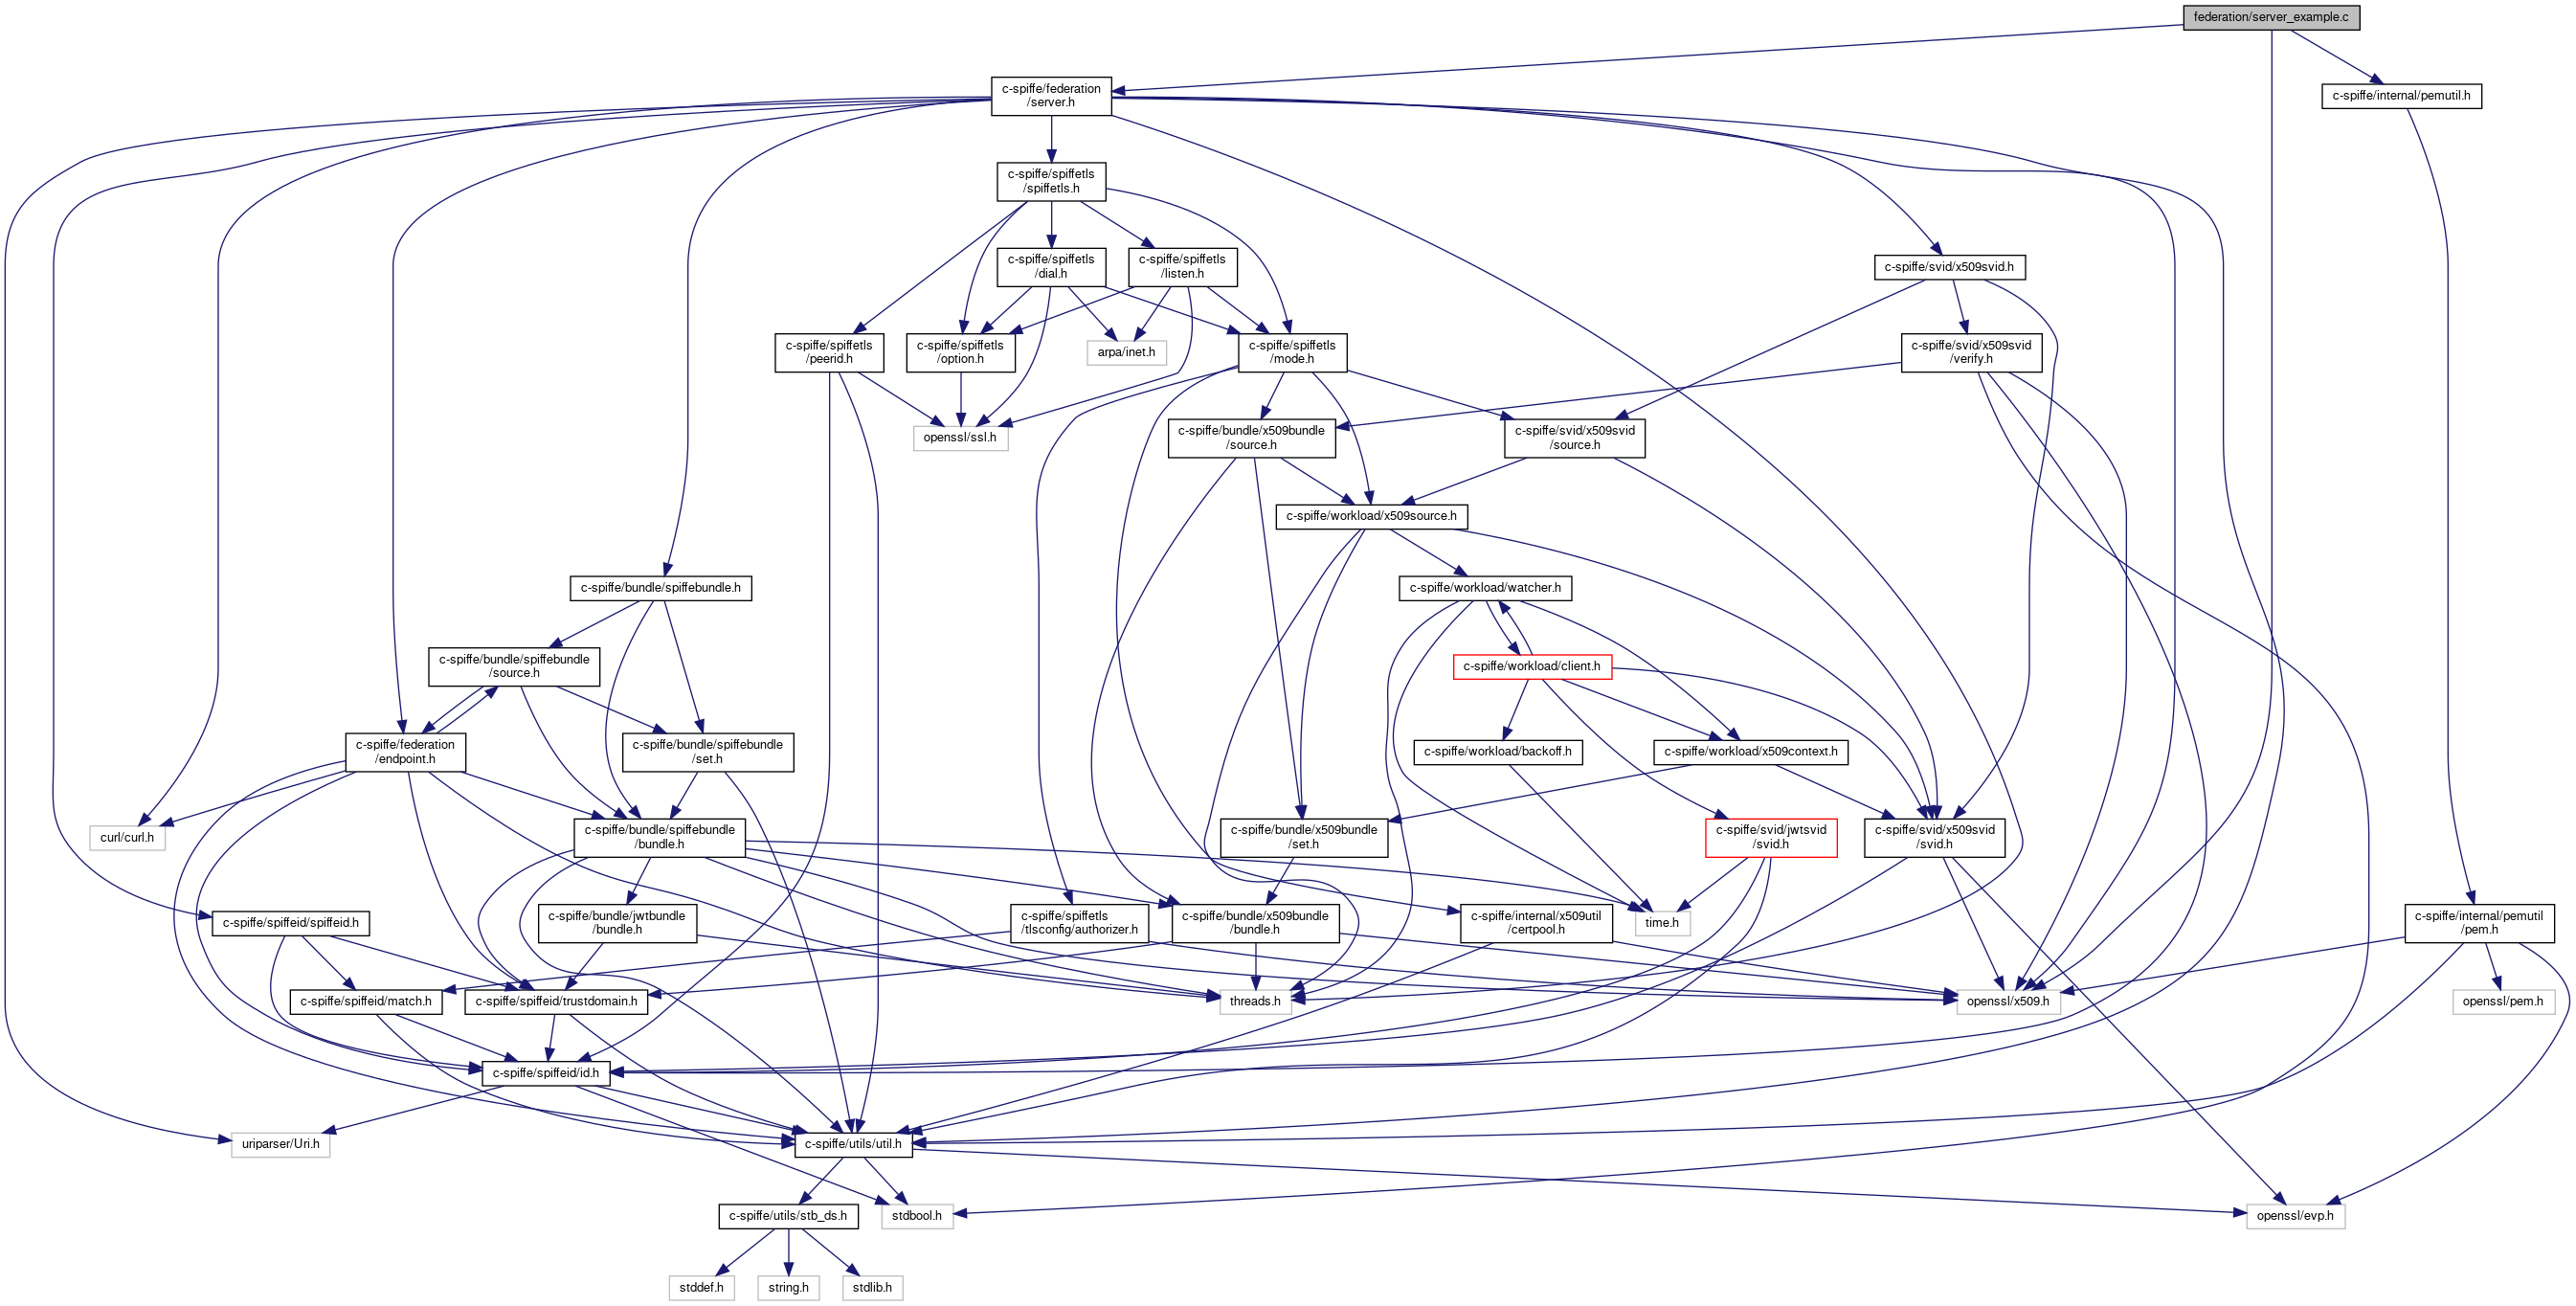 federation/server_example.c
c-spiffe/federation
/server.h
c-spiffe/internal/pemutil.h
c-spiffe/spiffetls
/spiffetls.h
c-spiffe/spiffetls
/dial.h
c-spiffe/spiffetls
/listen.h
c-spiffe/svid/x509svid.h
c-spiffe/spiffetls
/peerid.h
c-spiffe/spiffetls
/option.h
arpa/inet.h
c-spiffe/spiffetls
/mode.h
c-spiffe/svid/x509svid
/verify.h
openssl/ssl.h
c-spiffe/bundle/x509bundle
/source.h
c-spiffe/svid/x509svid
/source.h
c-spiffe/workload/x509source.h
c-spiffe/bundle/spiffebundle.h
c-spiffe/workload/watcher.h
c-spiffe/bundle/spiffebundle
/source.h
c-spiffe/workload/client.h
c-spiffe/federation
/endpoint.h
c-spiffe/bundle/spiffebundle
/set.h
c-spiffe/workload/backoff.h
c-spiffe/workload/x509context.h
curl/curl.h
c-spiffe/bundle/spiffebundle
/bundle.h
c-spiffe/bundle/x509bundle
/set.h
c-spiffe/svid/jwtsvid
/svid.h
c-spiffe/svid/x509svid
/svid.h
c-spiffe/spiffeid/spiffeid.h
c-spiffe/bundle/jwtbundle
/bundle.h
c-spiffe/spiffetls
/tlsconfig/authorizer.h
c-spiffe/bundle/x509bundle
/bundle.h
c-spiffe/internal/x509util
/certpool.h
time.h
c-spiffe/internal/pemutil
/pem.h
c-spiffe/spiffeid/match.h
c-spiffe/spiffeid/trustdomain.h
threads.h
openssl/x509.h
openssl/pem.h
c-spiffe/spiffeid/id.h
uriparser/Uri.h
c-spiffe/utils/util.h
c-spiffe/utils/stb_ds.h
stdbool.h
openssl/evp.h
stddef.h
string.h
stdlib.h